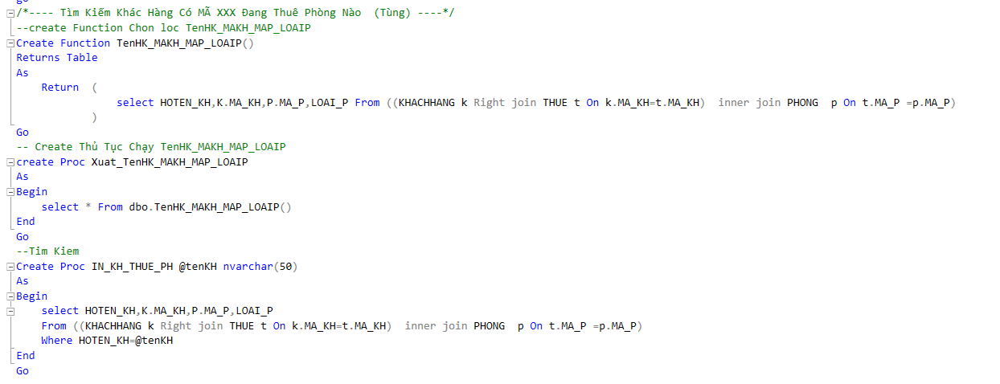 go
/*---- Tìm Kiếm Khác Hàng Có MÃ XXX Đang Thuê Phòng Nào  (Tùng) ----*/
--create Function Chon loc TenHK_MAKH_MAP_LOAIP
Create Function TenHK_MAKH_MAP_LOAIP()
Returns Table
As
    Return  (
                select HOTEN_KH,K.MA_KH,P.MA_P,LOAI_P From ((KHACHHANG k Right join THUE t On k.MA_KH=t.MA_KH)  inner join PHONG  p On t.MA_P =p.MA_P)
            )
Go
-- Create Thủ Tục Chạy TenHK_MAKH_MAP_LOAIP
create Proc Xuat_TenHK_MAKH_MAP_LOAIP
As
Begin
    select * From dbo.TenHK_MAKH_MAP_LOAIP()
End
Go
--Tim Kiem
Create Proc IN_KH_THUE_PH @tenKH nvarchar(50)
As
Begin
    select HOTEN_KH,K.MA_KH,P.MA_P,LOAI_P
    From ((KHACHHANG k Right join THUE t On k.MA_KH=t.MA_KH)  inner join PHONG  p On t.MA_P =p.MA_P)
    Where HOTEN_KH=@tenKH
End
Go